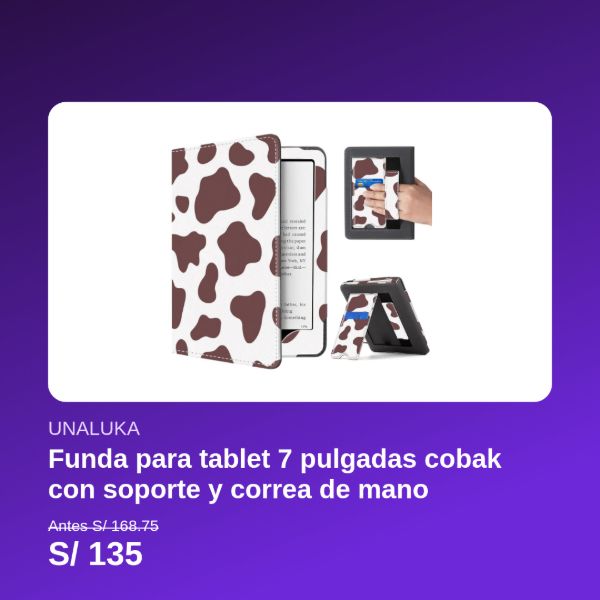 UNALUKA
Funda para tablet 7 pulgadas cobak
con soporte y correa de mano
Antes S/ 168.75
S/ 135